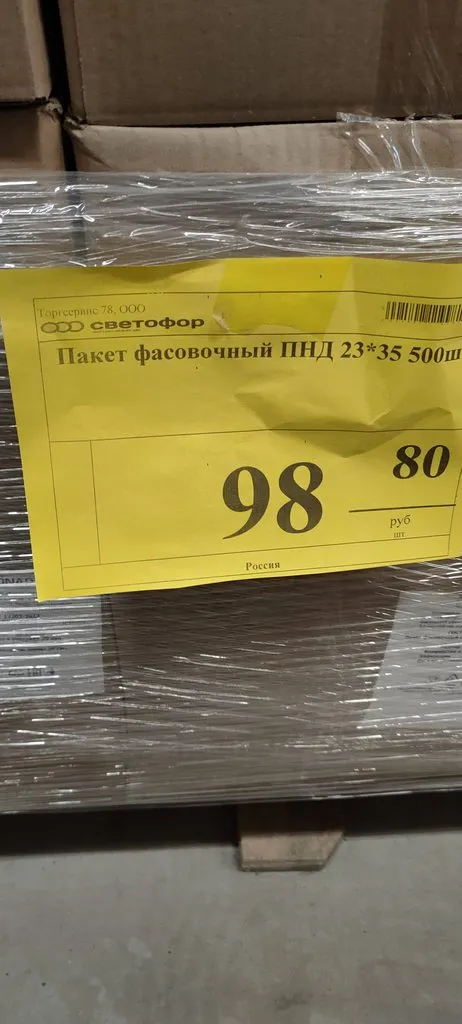 Торгсервис 78, ООО
светофор
Пакет фасовочный ПНД 23*35 500ш
98 80
руб
шт
Россия